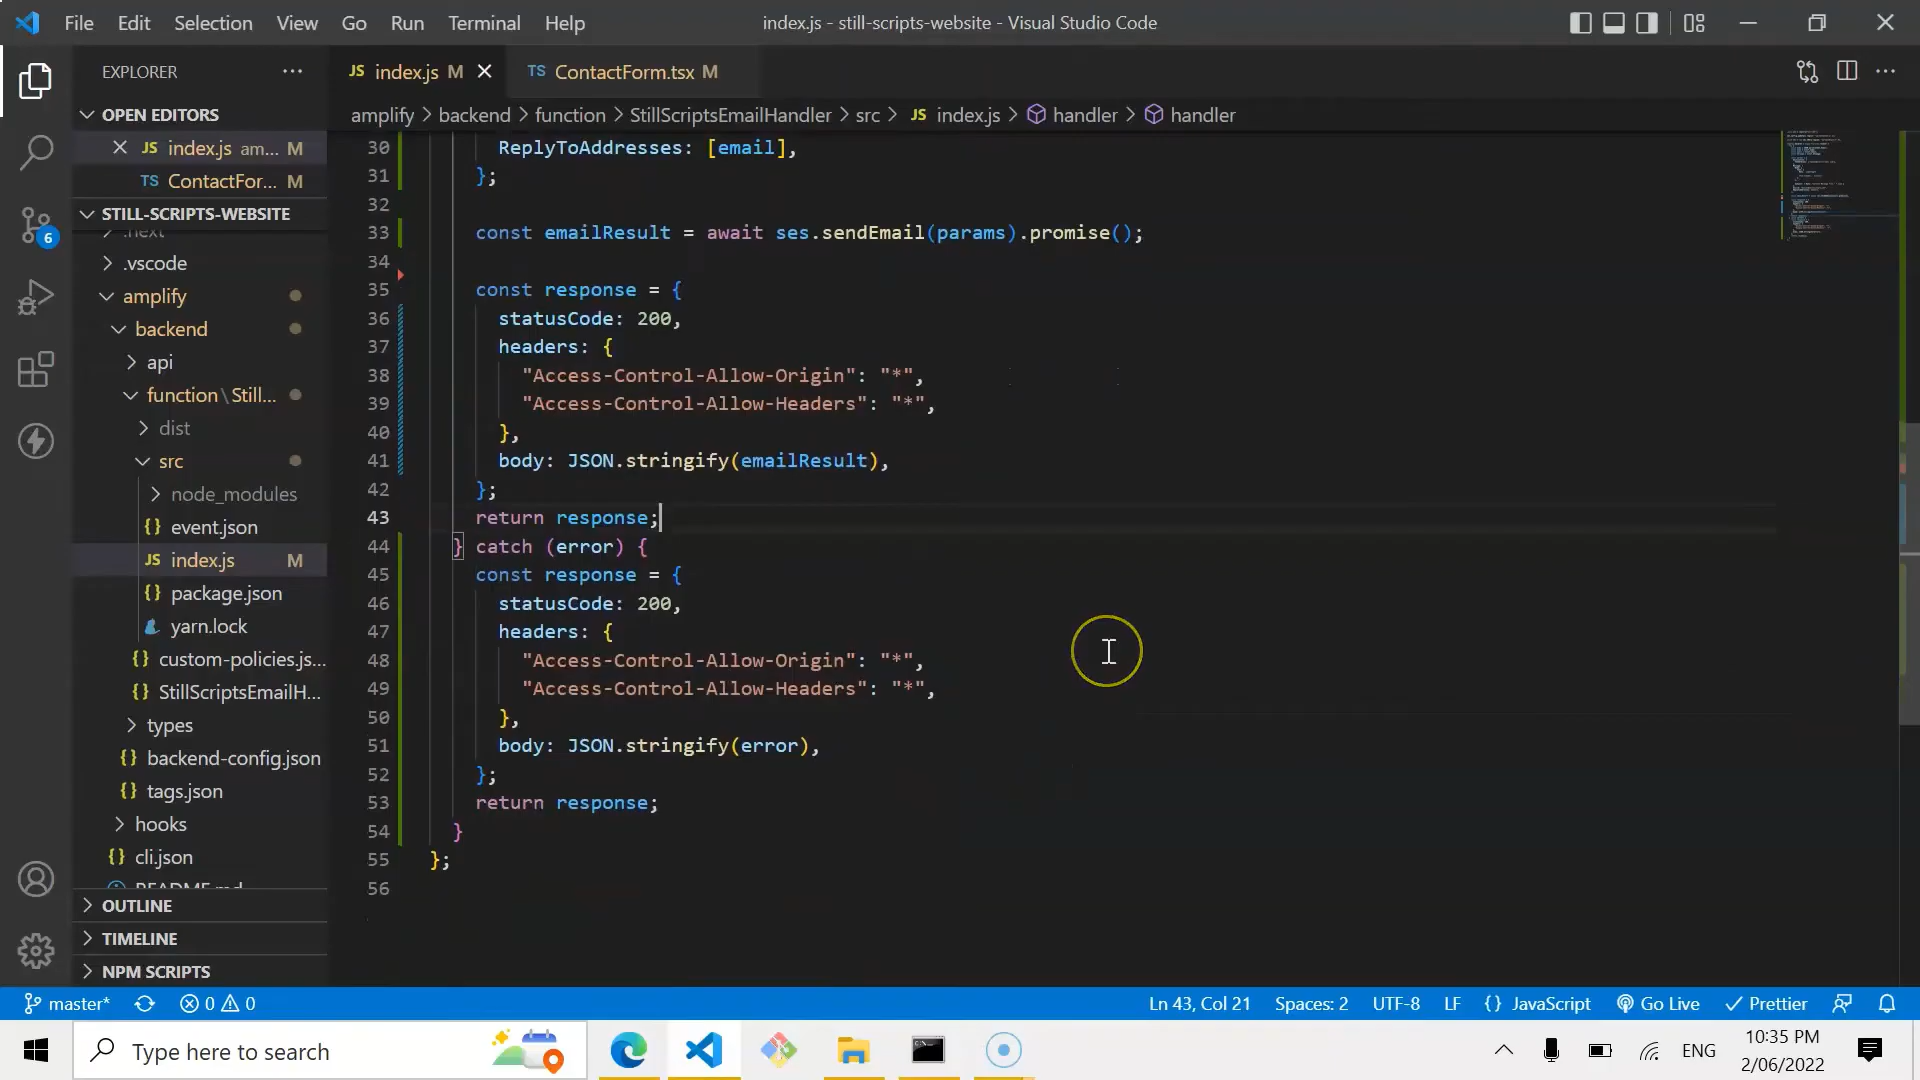 File Edit Selection View Go Run Terminal Help
index.js - still-scripts-website - Visual Studio Code
EXPLORER
OPEN EDITORS
JS index.js am... M
TS ContactFor... M
STILL-SCRIPTS-WEBSITE
.next
.vscode
amplify
backend
api
function\Still...
dist
src
node_modules
{} event.json
JS index.js M
{} package.json
yarn.lock
{} custom-policies.js...
{} StillScriptsEmailH...
types
{} backend-config.json
{} tags.json
hooks
{} cli.json
README.md
OUTLINE
TIMELINE
NPM SCRIPTS
6
JS index.js M
TS ContactForm.tsx M
amplify > backend > function > StillScriptsEmailHandler > src > JS index.js > handler > handler
30 ReplyToAddresses: [email],
31 };
32
33 const emailResult = await ses.sendEmail(params).promise();
34
35 const response = {
36 statusCode: 200,
37 headers: {
38 "Access-Control-Allow-Origin": "*",
39 "Access-Control-Allow-Headers": "*",
40 },
41 body: JSON.stringify(emailResult),
42 };
43 return response;
44 } catch (error) {
45 const response = {
46 statusCode: 200,
47 headers: {
48 "Access-Control-Allow-Origin": "*",
49 "Access-Control-Allow-Headers": "*",
50 },
51 body: JSON.stringify(error),
52 };
53 return response;
54 }
55 };
56
master* 0 0 Ln 43, Col 21 Spaces: 2 UTF-8 LF {} JavaScript Go Live Prettier
Type here to search
ENG
10:35 PM
2/06/2022